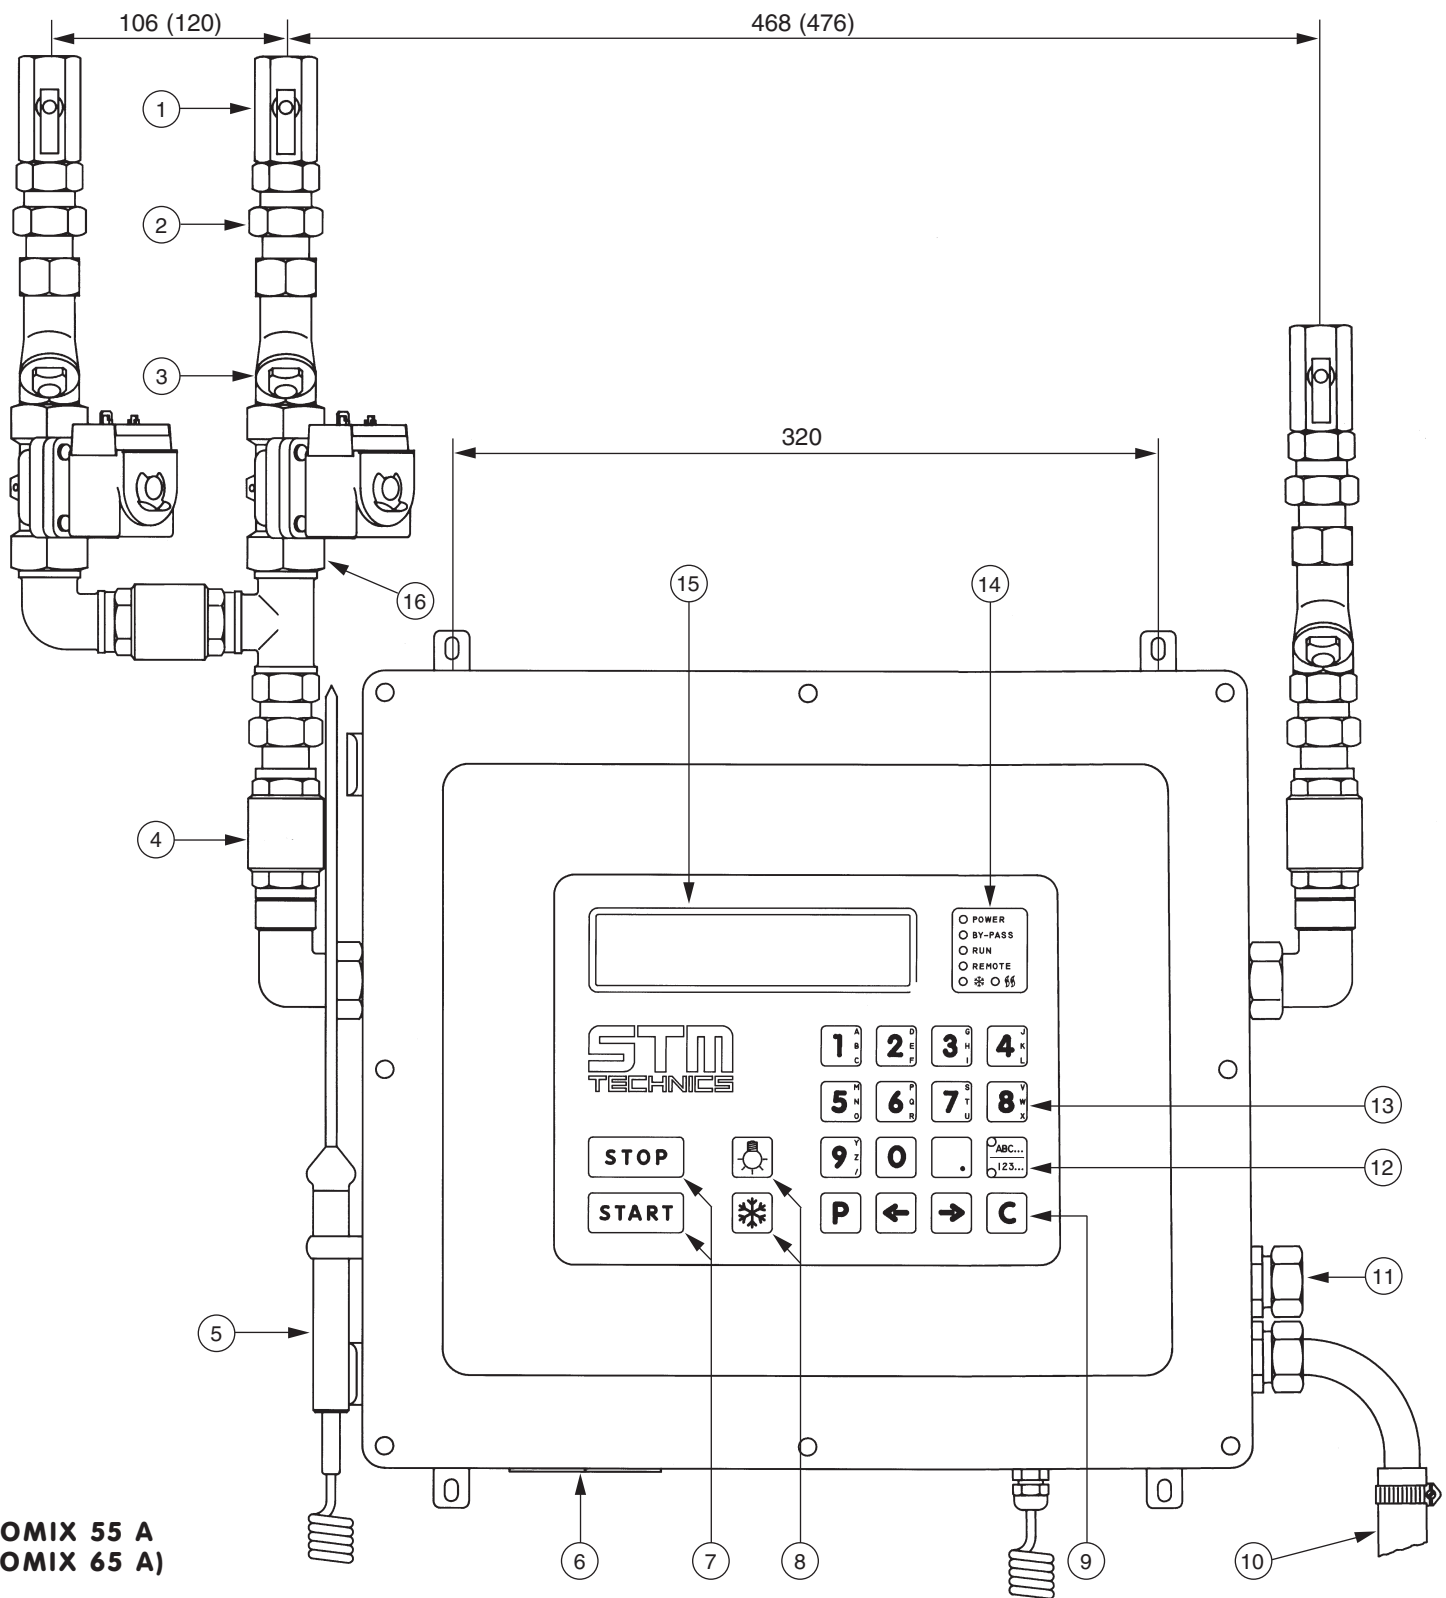 106 (120)
468 (476)
1
2
3
320
16
15
14
4
POWER
BY-PASS
RUN
REMOTE
STM
TECHNICS
1 A B C
2 D E F
3 G H I
4 J K L
5 M N O
6 P Q R
7 S T U
8 V W X
13
STOP
9 Y Z /
0
.
ABC...
123...
12
START
P
C
11
5
OMIX 55 A
OMIX 65 A)
6
7
8
9
10